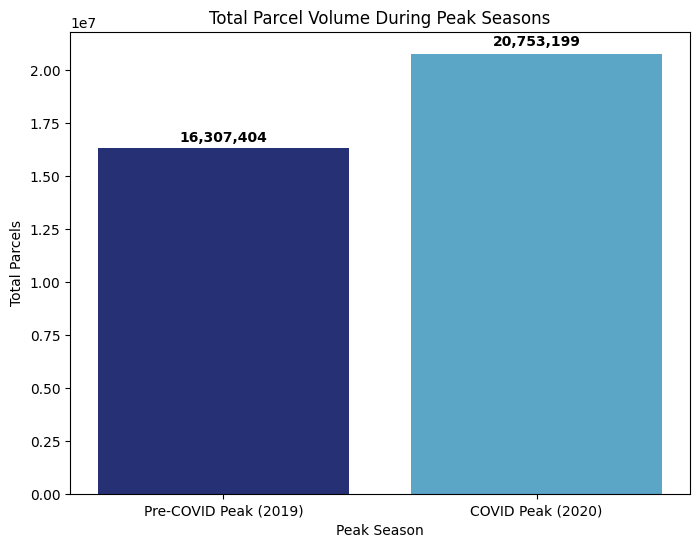 Total Parcel Volume During Peak Seasons
1e7
20,753,199
16,307,404
2.00
1.75
1.50
1.25
1.00
0.75
0.50
0.25
0.00
Total Parcels
Pre-COVID Peak (2019)
COVID Peak (2020)
Peak Season